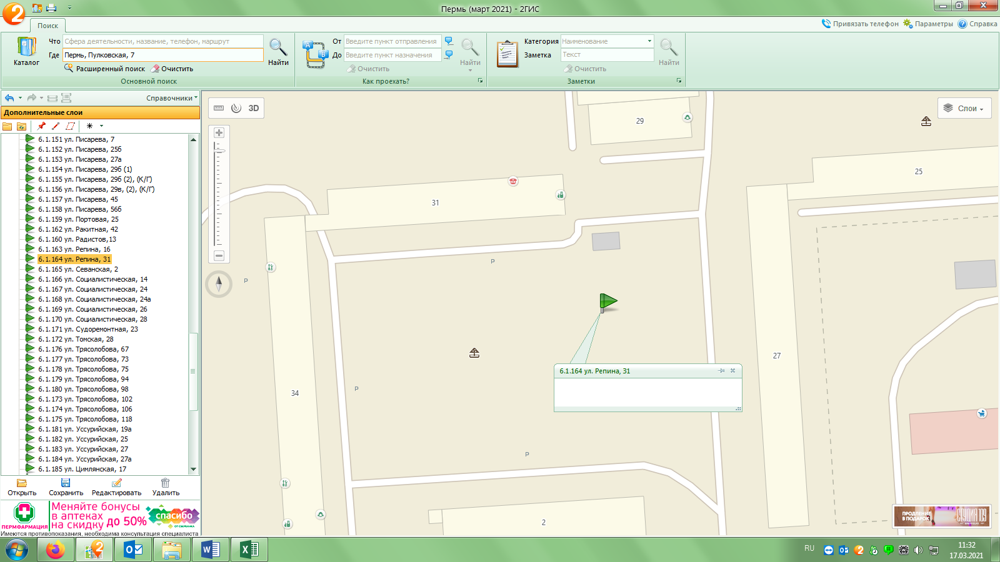 Пермь (март 2021) - 2ГИС
Поиск
Привязать телефон
Параметры
Справка
Каталог
Что
Сфера деятельности, название, телефон, маршрут
Где
Пермь, Пулковская, 7
Расширенный поиск
Очистить
Найти
Основной поиск
A
B
От
Введите пункт отправления
До
Введите пункт назначения
Очистить
Найти
Как проехать?
Категория
Наименование
Заметка
Текст
Очистить
Найти
Заметки
Справочники
Дополнительные слои
6.1.151 ул. Писарева, 7
6.1.152 ул. Писарева, 25б
6.1.153 ул. Писарева, 27а
6.1.154 ул. Писарева, 29б (1)
6.1.155 ул. Писарева, 29б (2), (К/Г)
6.1.156 ул. Писарева, 29в, (2), (К/Г)
6.1.157 ул. Писарева, 45
6.1.158 ул. Писарева, 56б
6.1.159 ул. Портовая, 25
6.1.162 ул. Ракитная, 42
6.1.160 ул. Радистов,13
6.1.163 ул. Репина, 16
6.1.164 ул. Репина, 31
6.1.165 ул. Севанская, 2
6.1.166 ул. Социалистическая, 14
6.1.167 ул. Социалистическая, 24
6.1.168 ул. Социалистическая, 24а
6.1.169 ул. Социалистическая, 26
6.1.170 ул. Социалистическая, 28
6.1.171 ул. Судоремонтная, 23
6.1.172 ул. Томская, 28
6.1.176 ул. Трясолобова, 67
6.1.177 ул. Трясолобова, 73
6.1.178 ул. Трясолобова, 75
6.1.179 ул. Трясолобова, 94
6.1.180 ул. Трясолобова, 98
6.1.173 ул. Трясолобова, 102
6.1.174 ул. Трясолобова, 106
6.1.175 ул. Трясолобова, 118
6.1.181 ул. Уссурийская, 19а
6.1.182 ул. Уссурийская, 25
6.1.183 ул. Уссурийская, 27
6.1.184 ул. Уссурийская, 27а
6.1.185 ул. Цимлянская, 17
Открыть
Сохранить
Редактировать
Удалить
ПЕРМФАРМАЦИЯ
Меняйте бонусы
в аптеках
на скидку до 50%
спасибо
ОТ СБЕРБАНКА
Имеются противопоказания, необходима консультация специалиста
3D
Слои
29
25
31
P
P
27
34
P
P
2
6.1.164 ул. Репина, 31
ПРОДЛЕНИЕ
В ПОДАРОК
СТУДИЯ 109
RU
11:32
17.03.2021